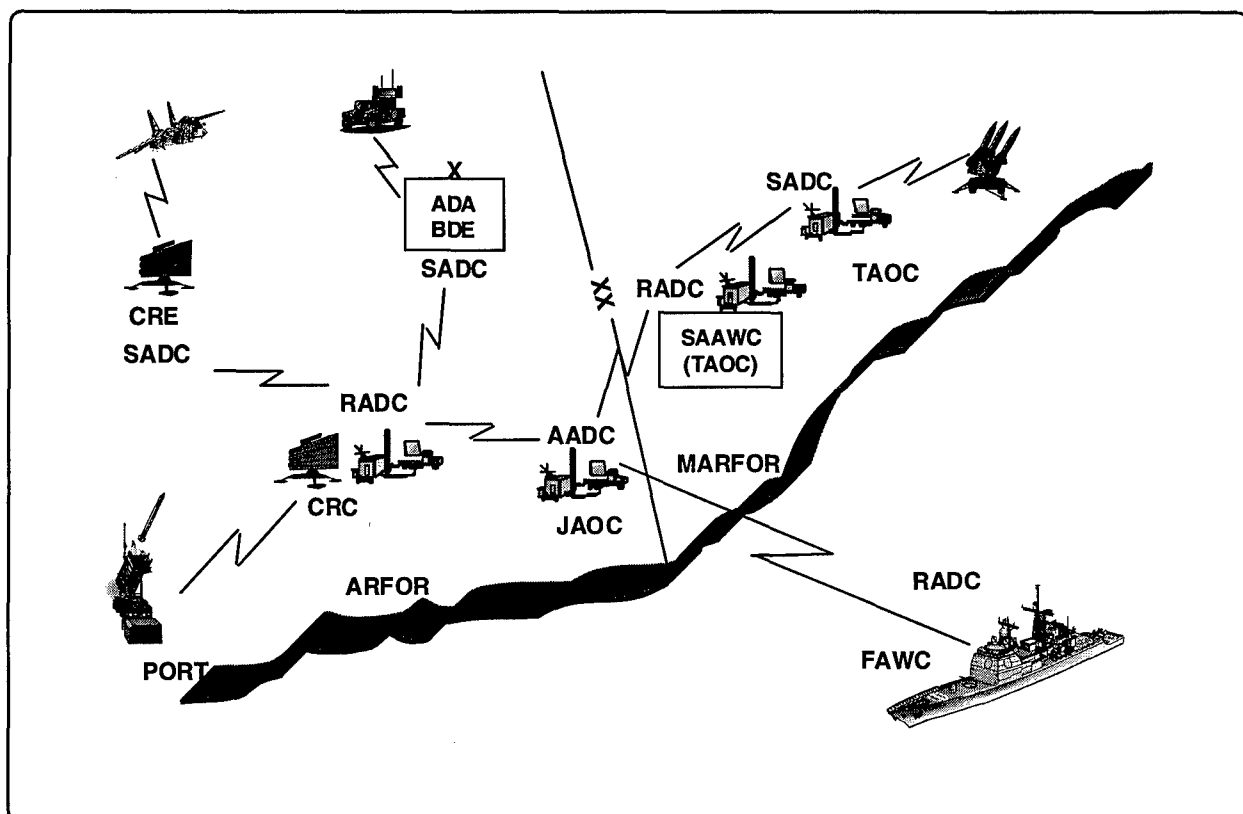 X
ADA
BDE
SADC
SADC
TAOC
RADC
XX
SAAWC
(TAOC)
CRE
SADC
RADC
CRC
AADC
JAOC
MARFOR
ARFOR
PORT
RADC
FAWC